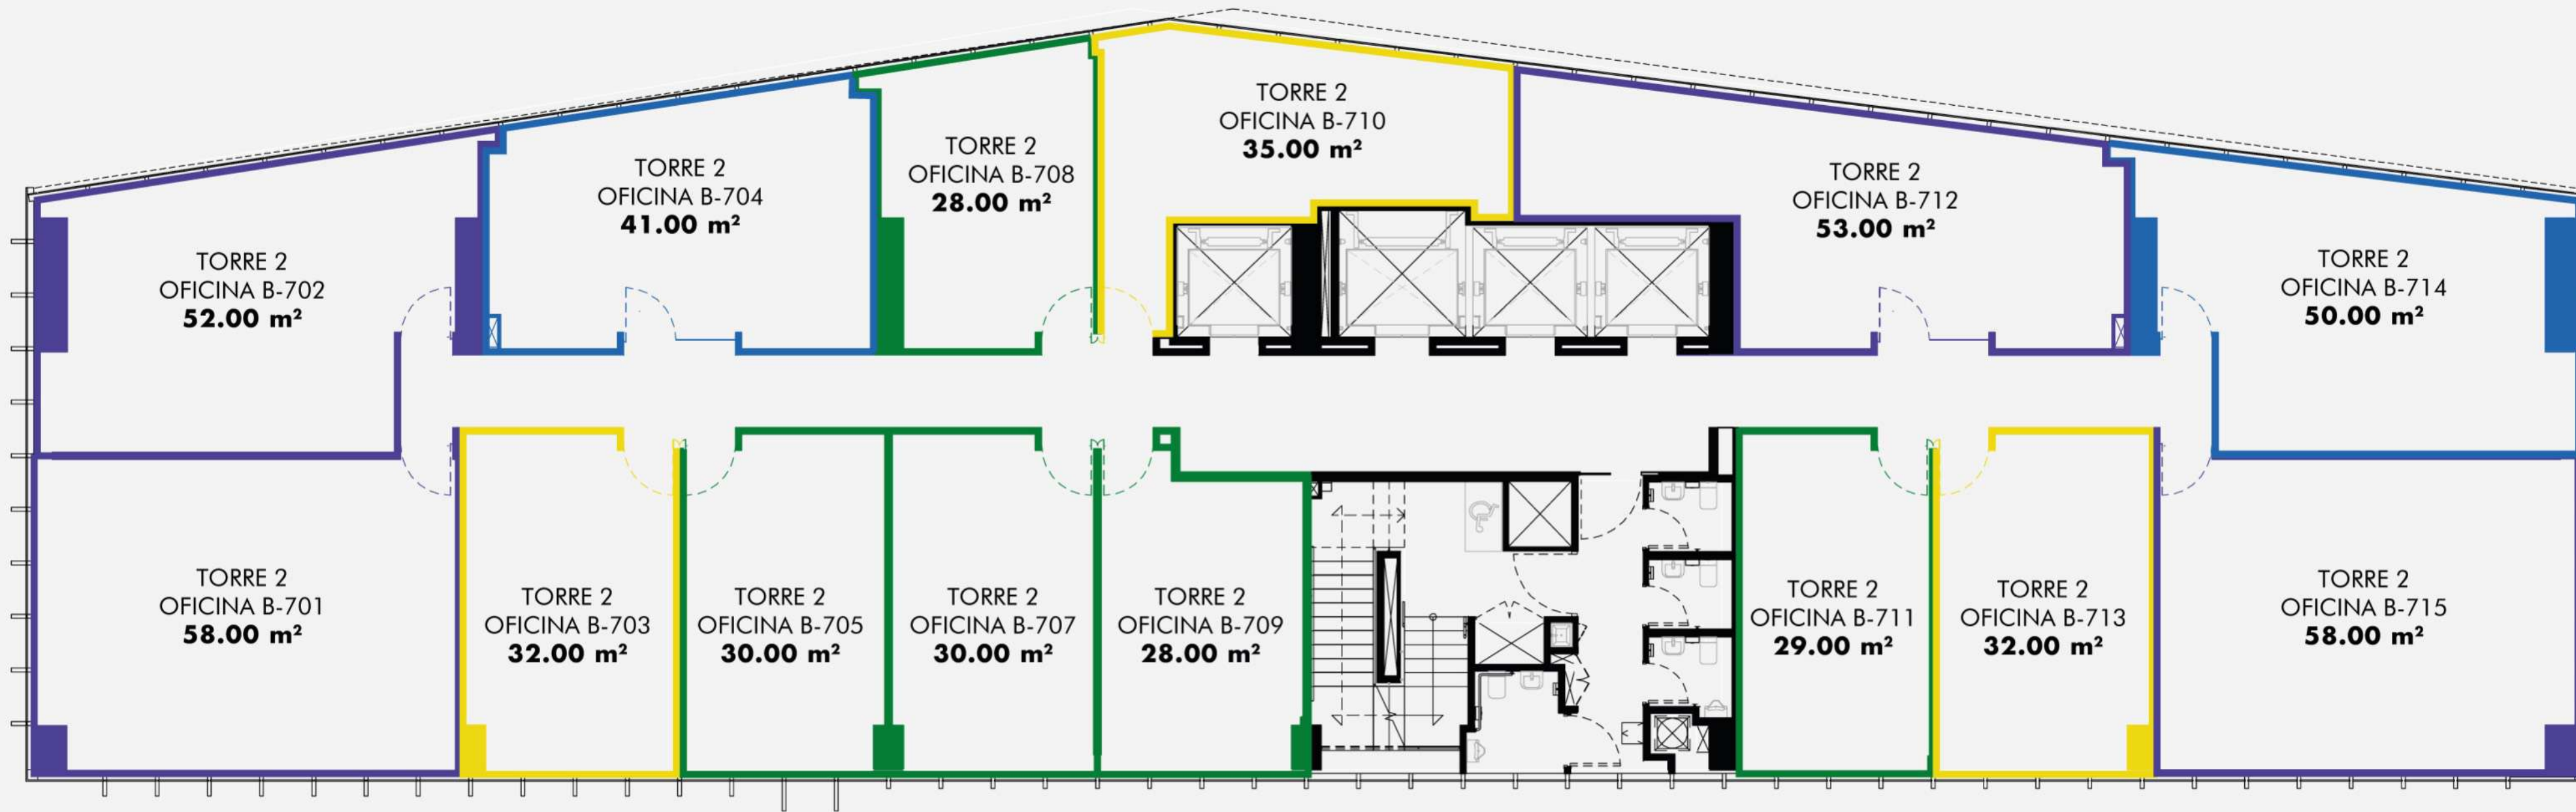 TORRE 2
OFICINA B-710
35.00 m²
TORRE 2
OFICINA B-708
28.00 m²
TORRE 2
OFICINA B-704
41.00 m²
TORRE 2
OFICINA B-712
53.00 m²
TORRE 2
OFICINA B-702
52.00 m²
TORRE 2
OFICINA B-714
50.00 m²
TORRE 2
OFICINA B-701
58.00 m²
TORRE 2
OFICINA B-703
32.00 m²
TORRE 2
OFICINA B-705
30.00 m²
TORRE 2
OFICINA B-707
30.00 m²
TORRE 2
OFICINA B-709
28.00 m²
TORRE 2
OFICINA B-711
29.00 m²
TORRE 2
OFICINA B-713
32.00 m²
TORRE 2
OFICINA B-715
58.00 m²